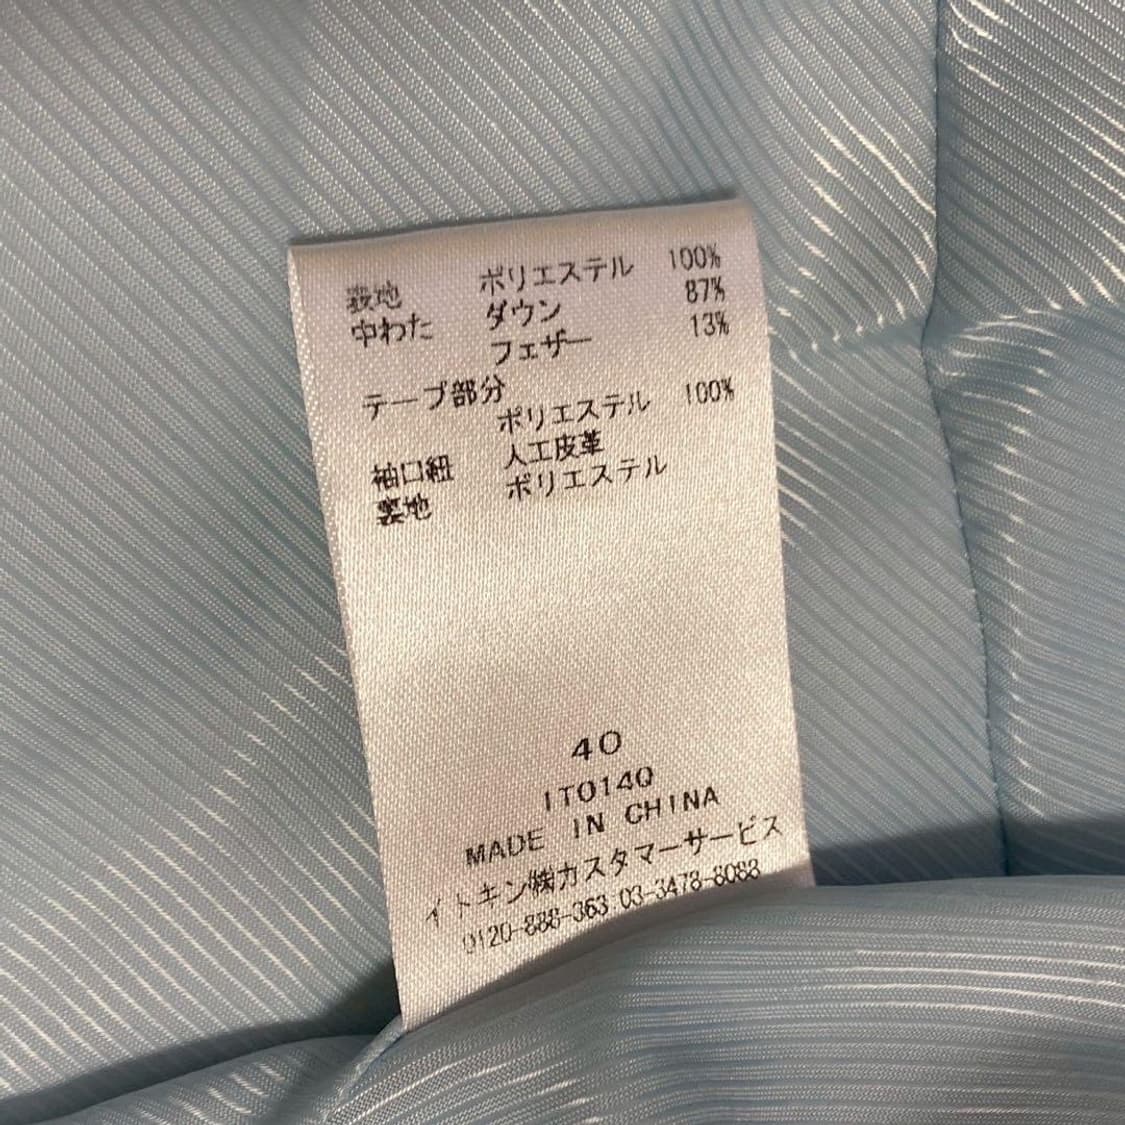 表地 ポリエステル 100%
中わた ダウン 87%
フェザー 13%
テープ部分
ポリエステル 100%
袖口紐 人工皮革
裏地 ポリエステル
40
IT014Q
MADE IN CHINA
イトキン㈱カスタマーサービス
0120-888-363 03-3478-8088